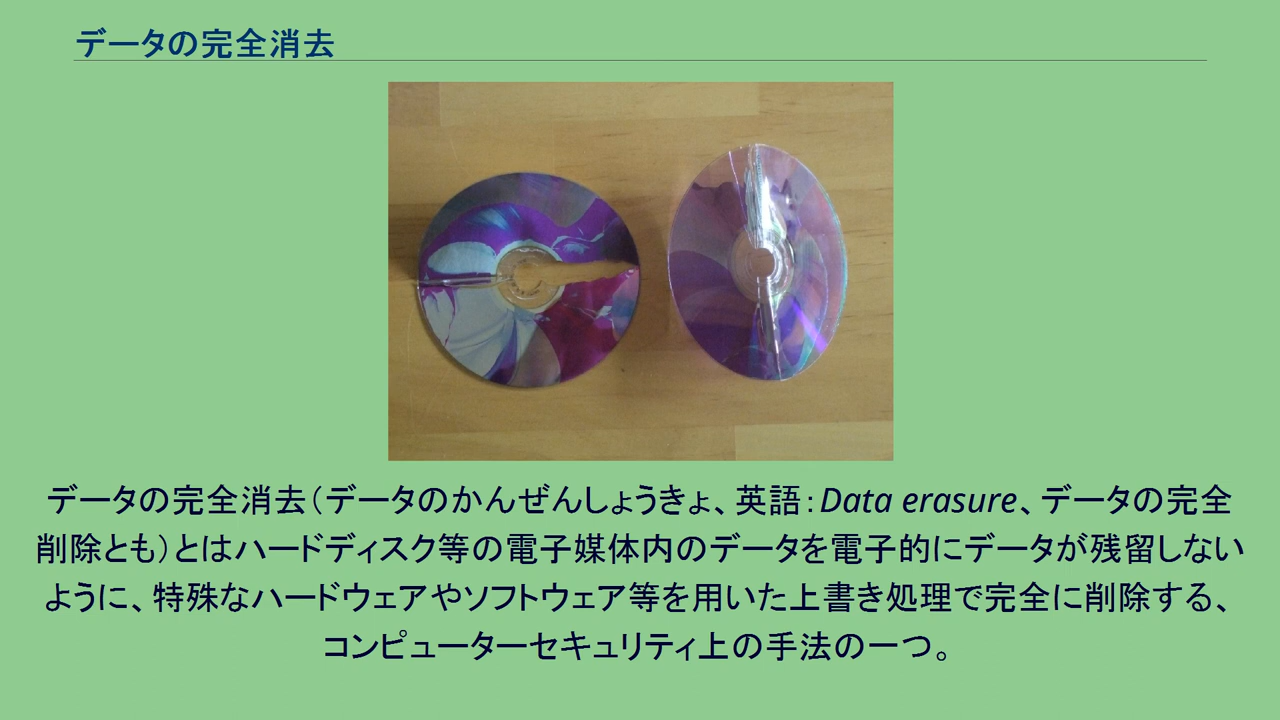 データの完全消去
データの完全消去（データのかんぜんしょうきょ、英語：Data erasure、データの完全
削除とも）とはハードディスク等の電子媒体内のデータを電子的にデータが残留しない
ように、特殊なハードウェアやソフトウェア等を用いた上書き処理で完全に削除する、
コンピューターセキュリティ上の手法の一つ。